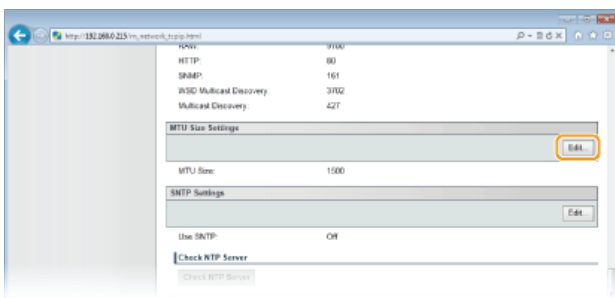 http://192.168.0.215/m_network_tcpip.html
RAW: 9100
HTTP: 80
SNMP: 161
WSD Multicast Discovery: 3702
Multicast Discovery: 427
MTU Size Settings
Edit...
MTU Size: 1500
SNTP Settings
Edit...
Use SNTP: Off
Check NTP Server
Check NTP Server